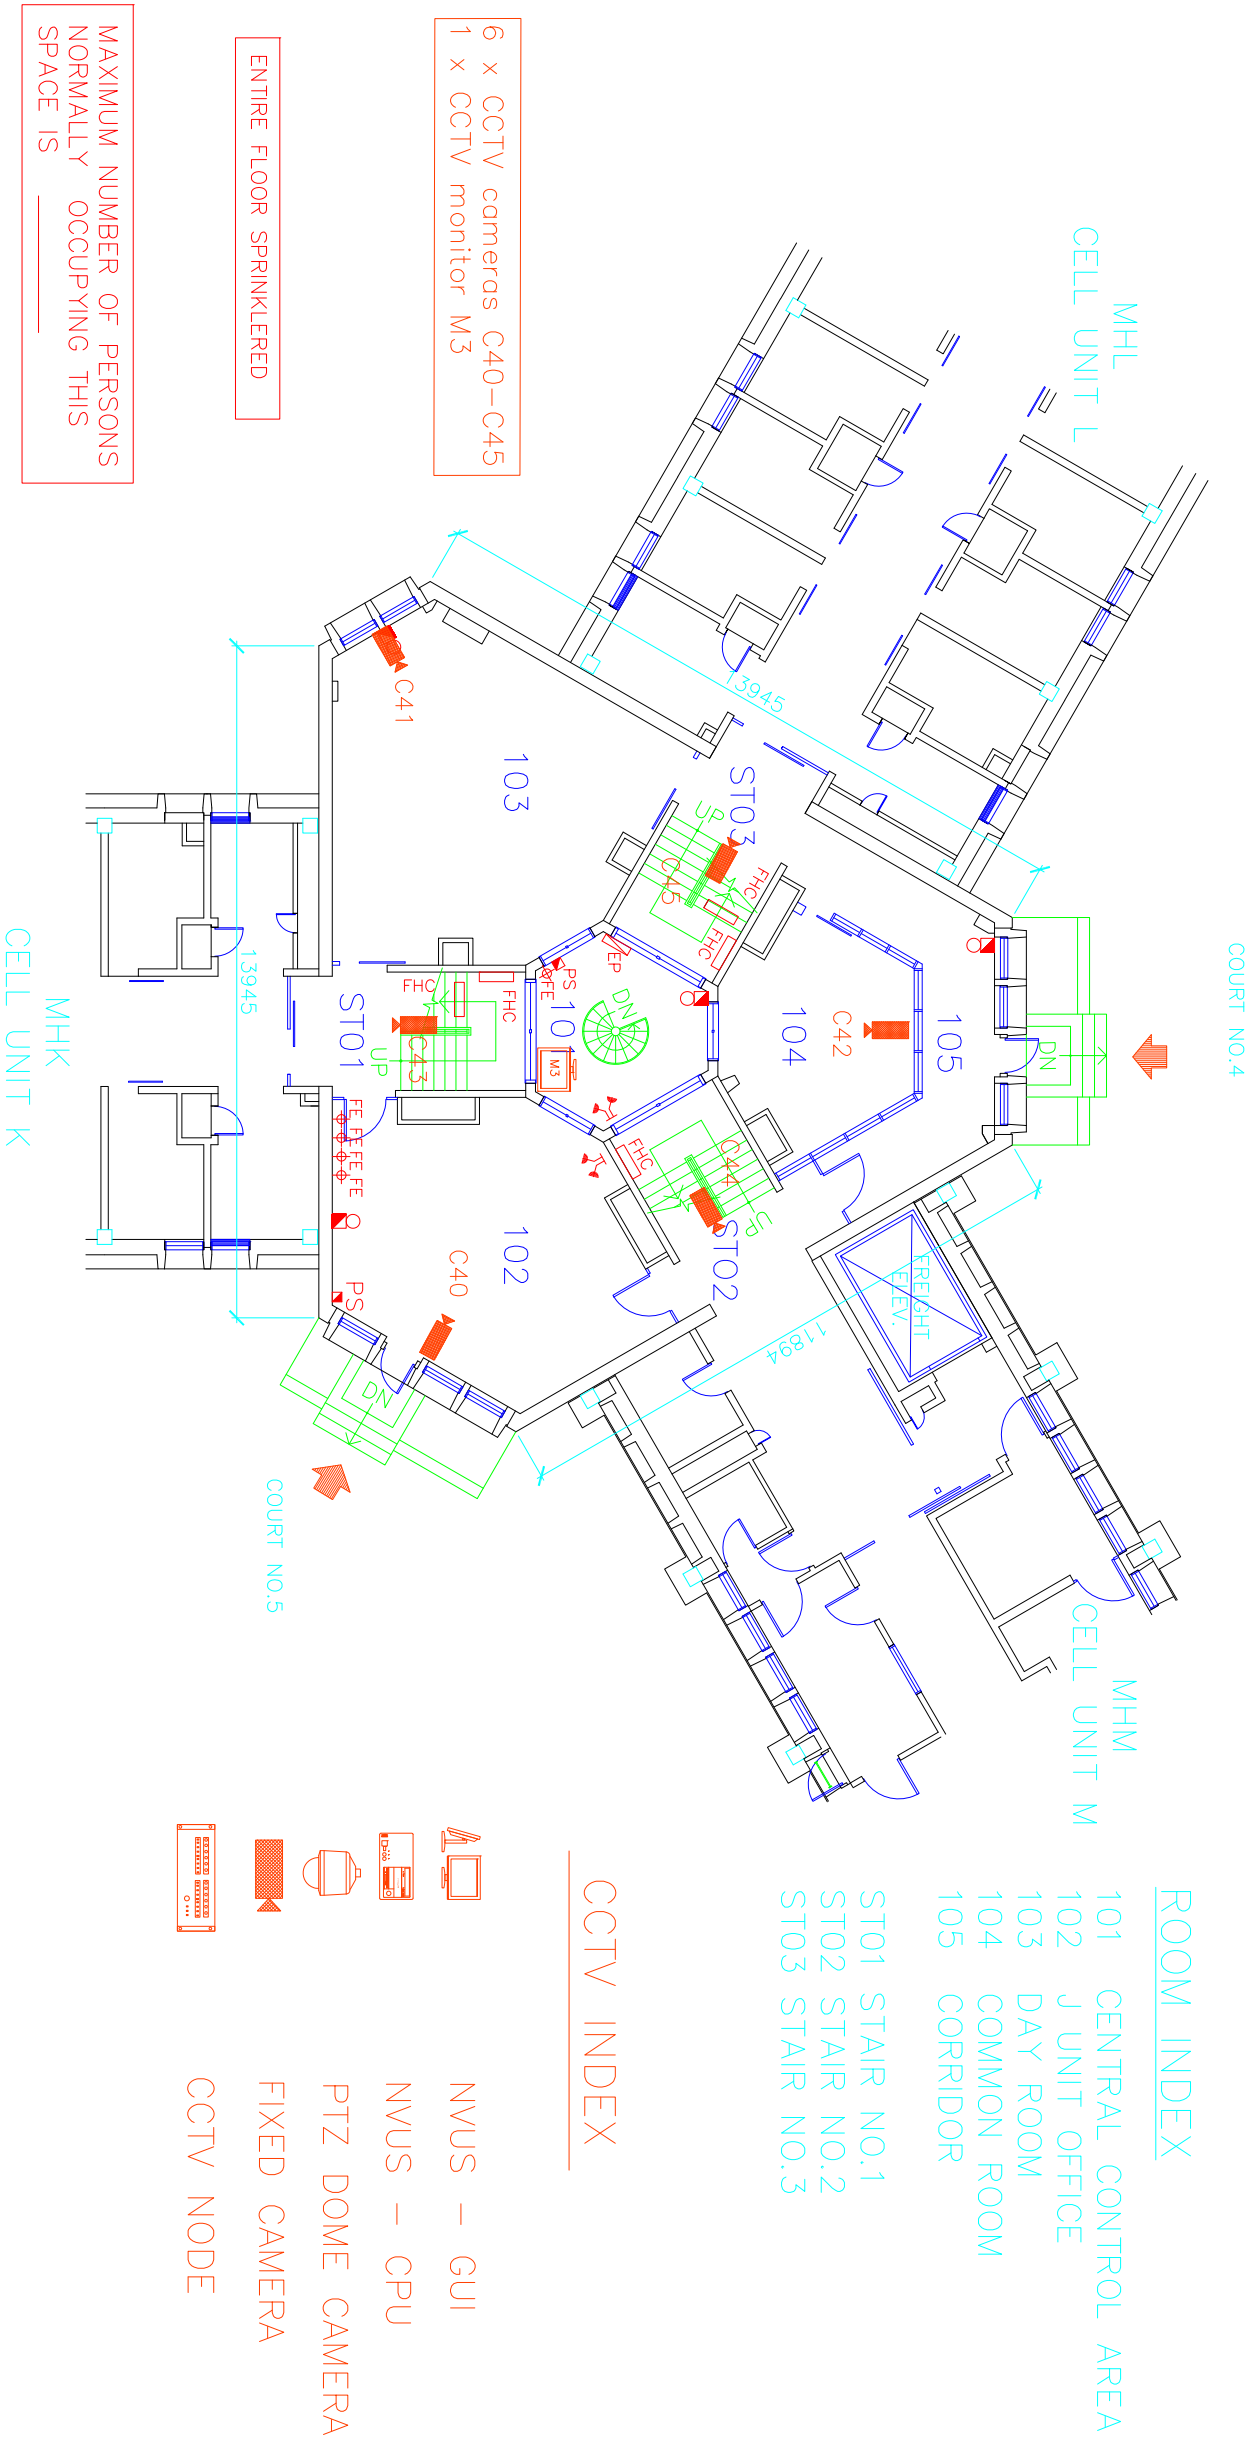 COURT NO.4
MHL
CELL UNIT L
MHM
CELL UNIT M
ROOM INDEX
101 CENTRAL CONTROL AREA
102 J UNIT OFFICE
103 DAY ROOM
104 COMMON ROOM
105 CORRIDOR
ST01 STAIR NO.1
ST02 STAIR NO.2
ST03 STAIR NO.3
CCTV INDEX
NVUS - GUI
NVUS - CPU
PTZ DOME CAMERA
FIXED CAMERA
CCTV NODE
6 x CCTV cameras C40-C45
1 x CCTV monitor M3
ENTIRE FLOOR SPRINKLERED
MAXIMUM NUMBER OF PERSONS
NORMALLY OCCUPYING THIS
SPACE IS
DN
105
C42
104
FREIGHT
ELEV.
13945
11894
ST03
UP
C45
FHC
FHC
C44
UP
ST02
FHC
EP
DN
PS
FE
101
M3
103
102
C41
C40
FHC
FHC
C43
UP
ST01
FE FE FE FE
PS
DN
13945
COURT NO.5
MHK
CELL UNIT K